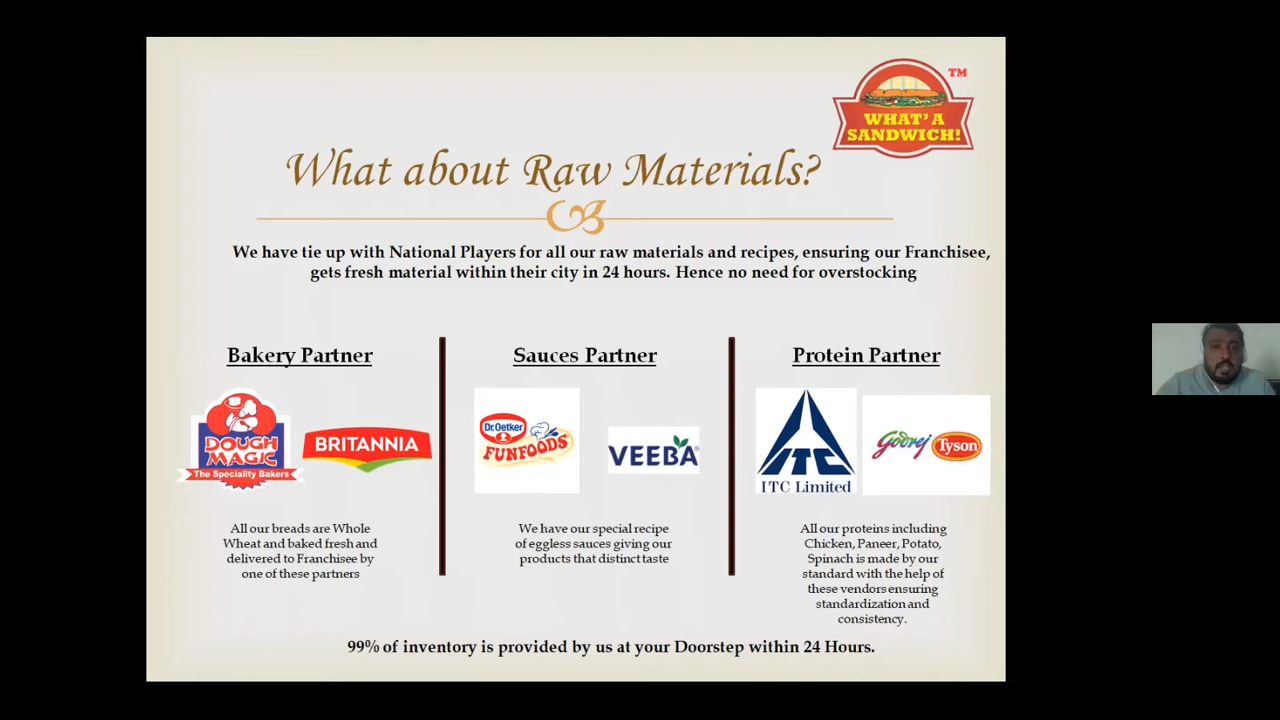 TM
WHAT'A
SANDWICH!
What about Raw Materials?
We have tie up with National Players for all our raw materials and recipes, ensuring our Franchisee,
gets fresh material within their city in 24 hours. Hence no need for overstocking
Bakery Partner
DOUGH
MAGIC
The Speciality Bakers
BRITANNIA
All our breads are Whole
Wheat and baked fresh and
delivered to Franchisee by
one of these partners
Sauces Partner
Dr.Oetker
FUNFOODS
VEEBA
We have our special recipe
of eggless sauces giving our
products that distinct taste
Protein Partner
ITC
ITC Limited
Godrej Tyson
All our proteins including
Chicken, Paneer, Potato,
Spinach is made by our
standard with the help of
these vendors ensuring
standardization and
consistency.
99% of inventory is provided by us at your Doorstep within 24 Hours.